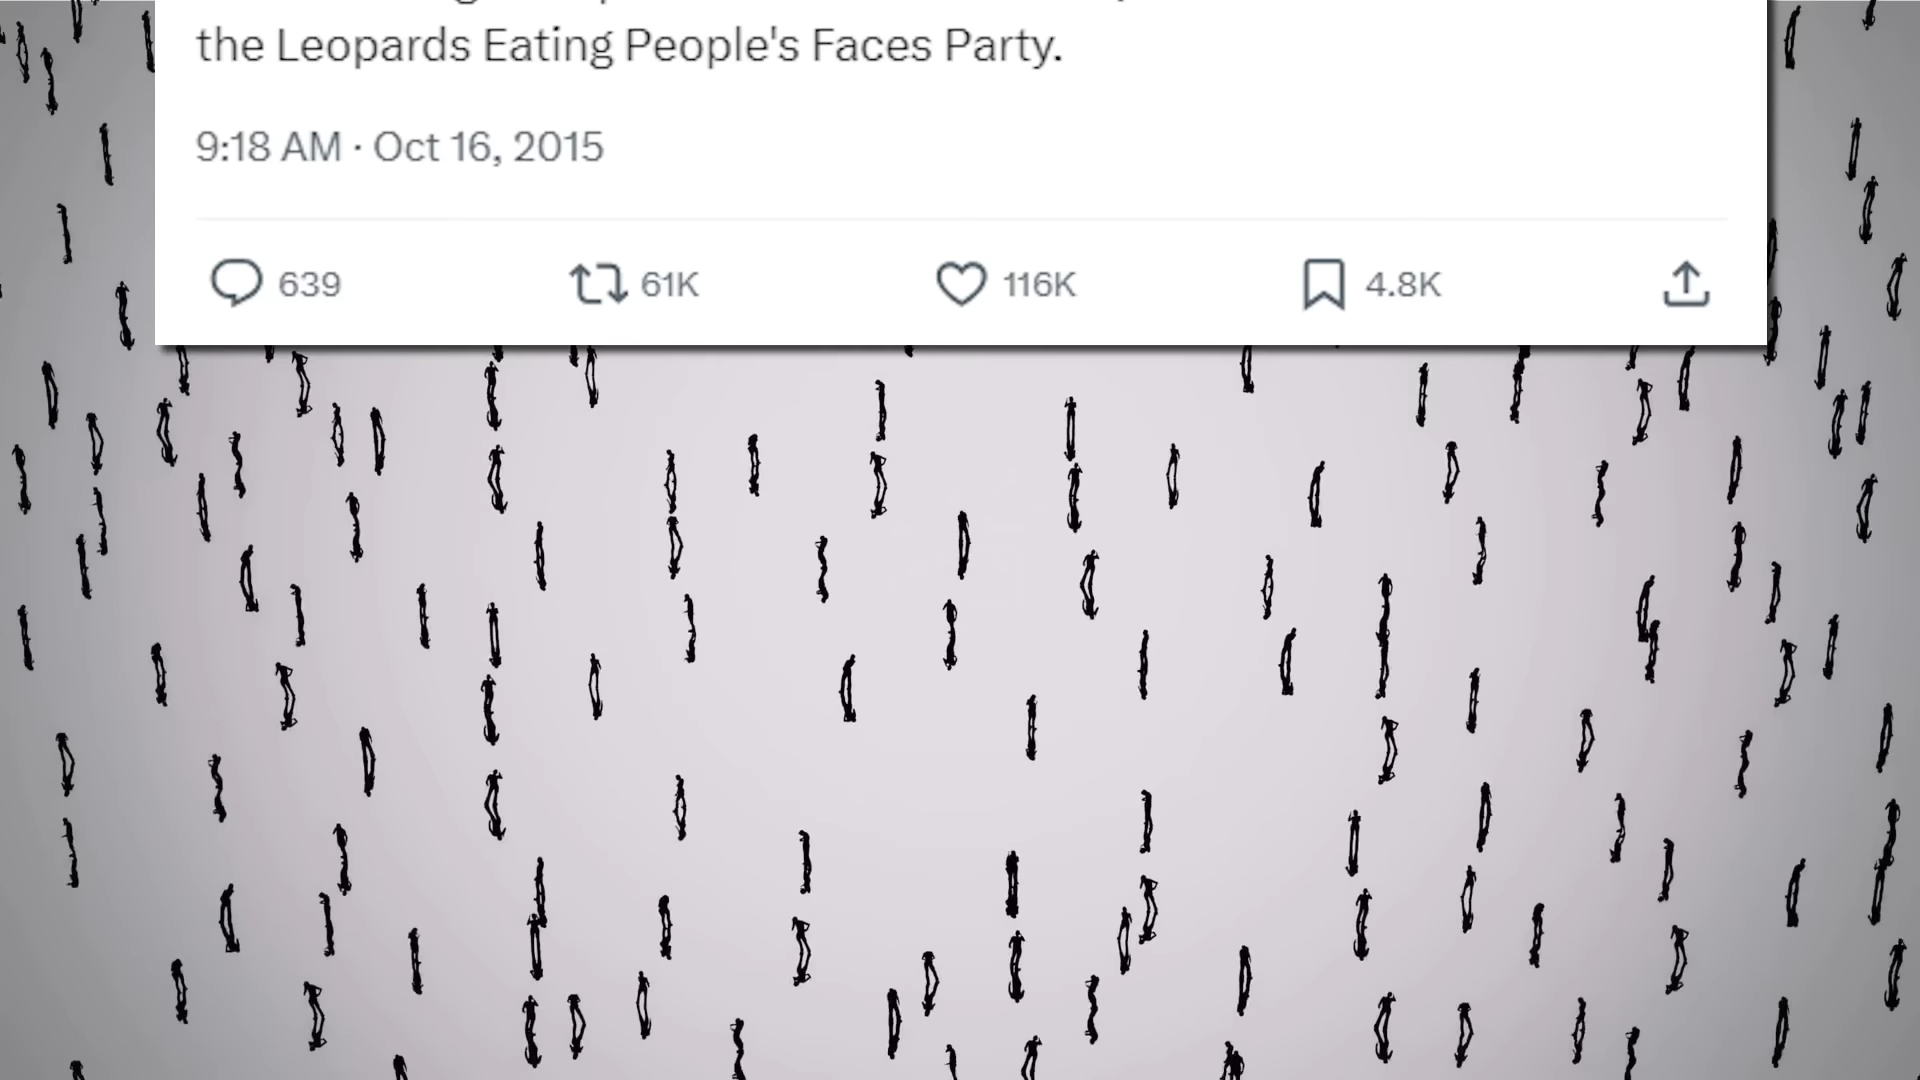 the Leopards Eating People's Faces Party.
9:18 AM · Oct 16, 2015
639 61K 116K 4.8K